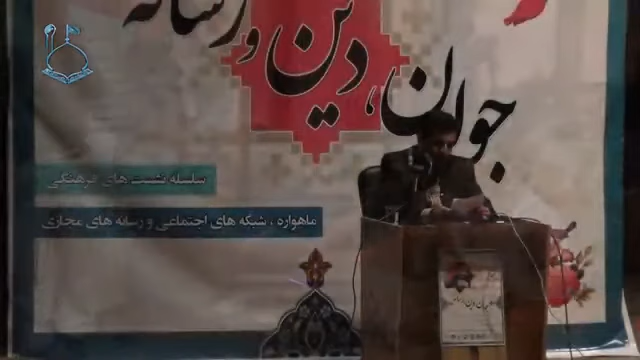 جوان، دین و رسانه
سلسله نشست های فرهنگی
ماهواره ، شبکه های اجتماعی و رسانه های مجازی